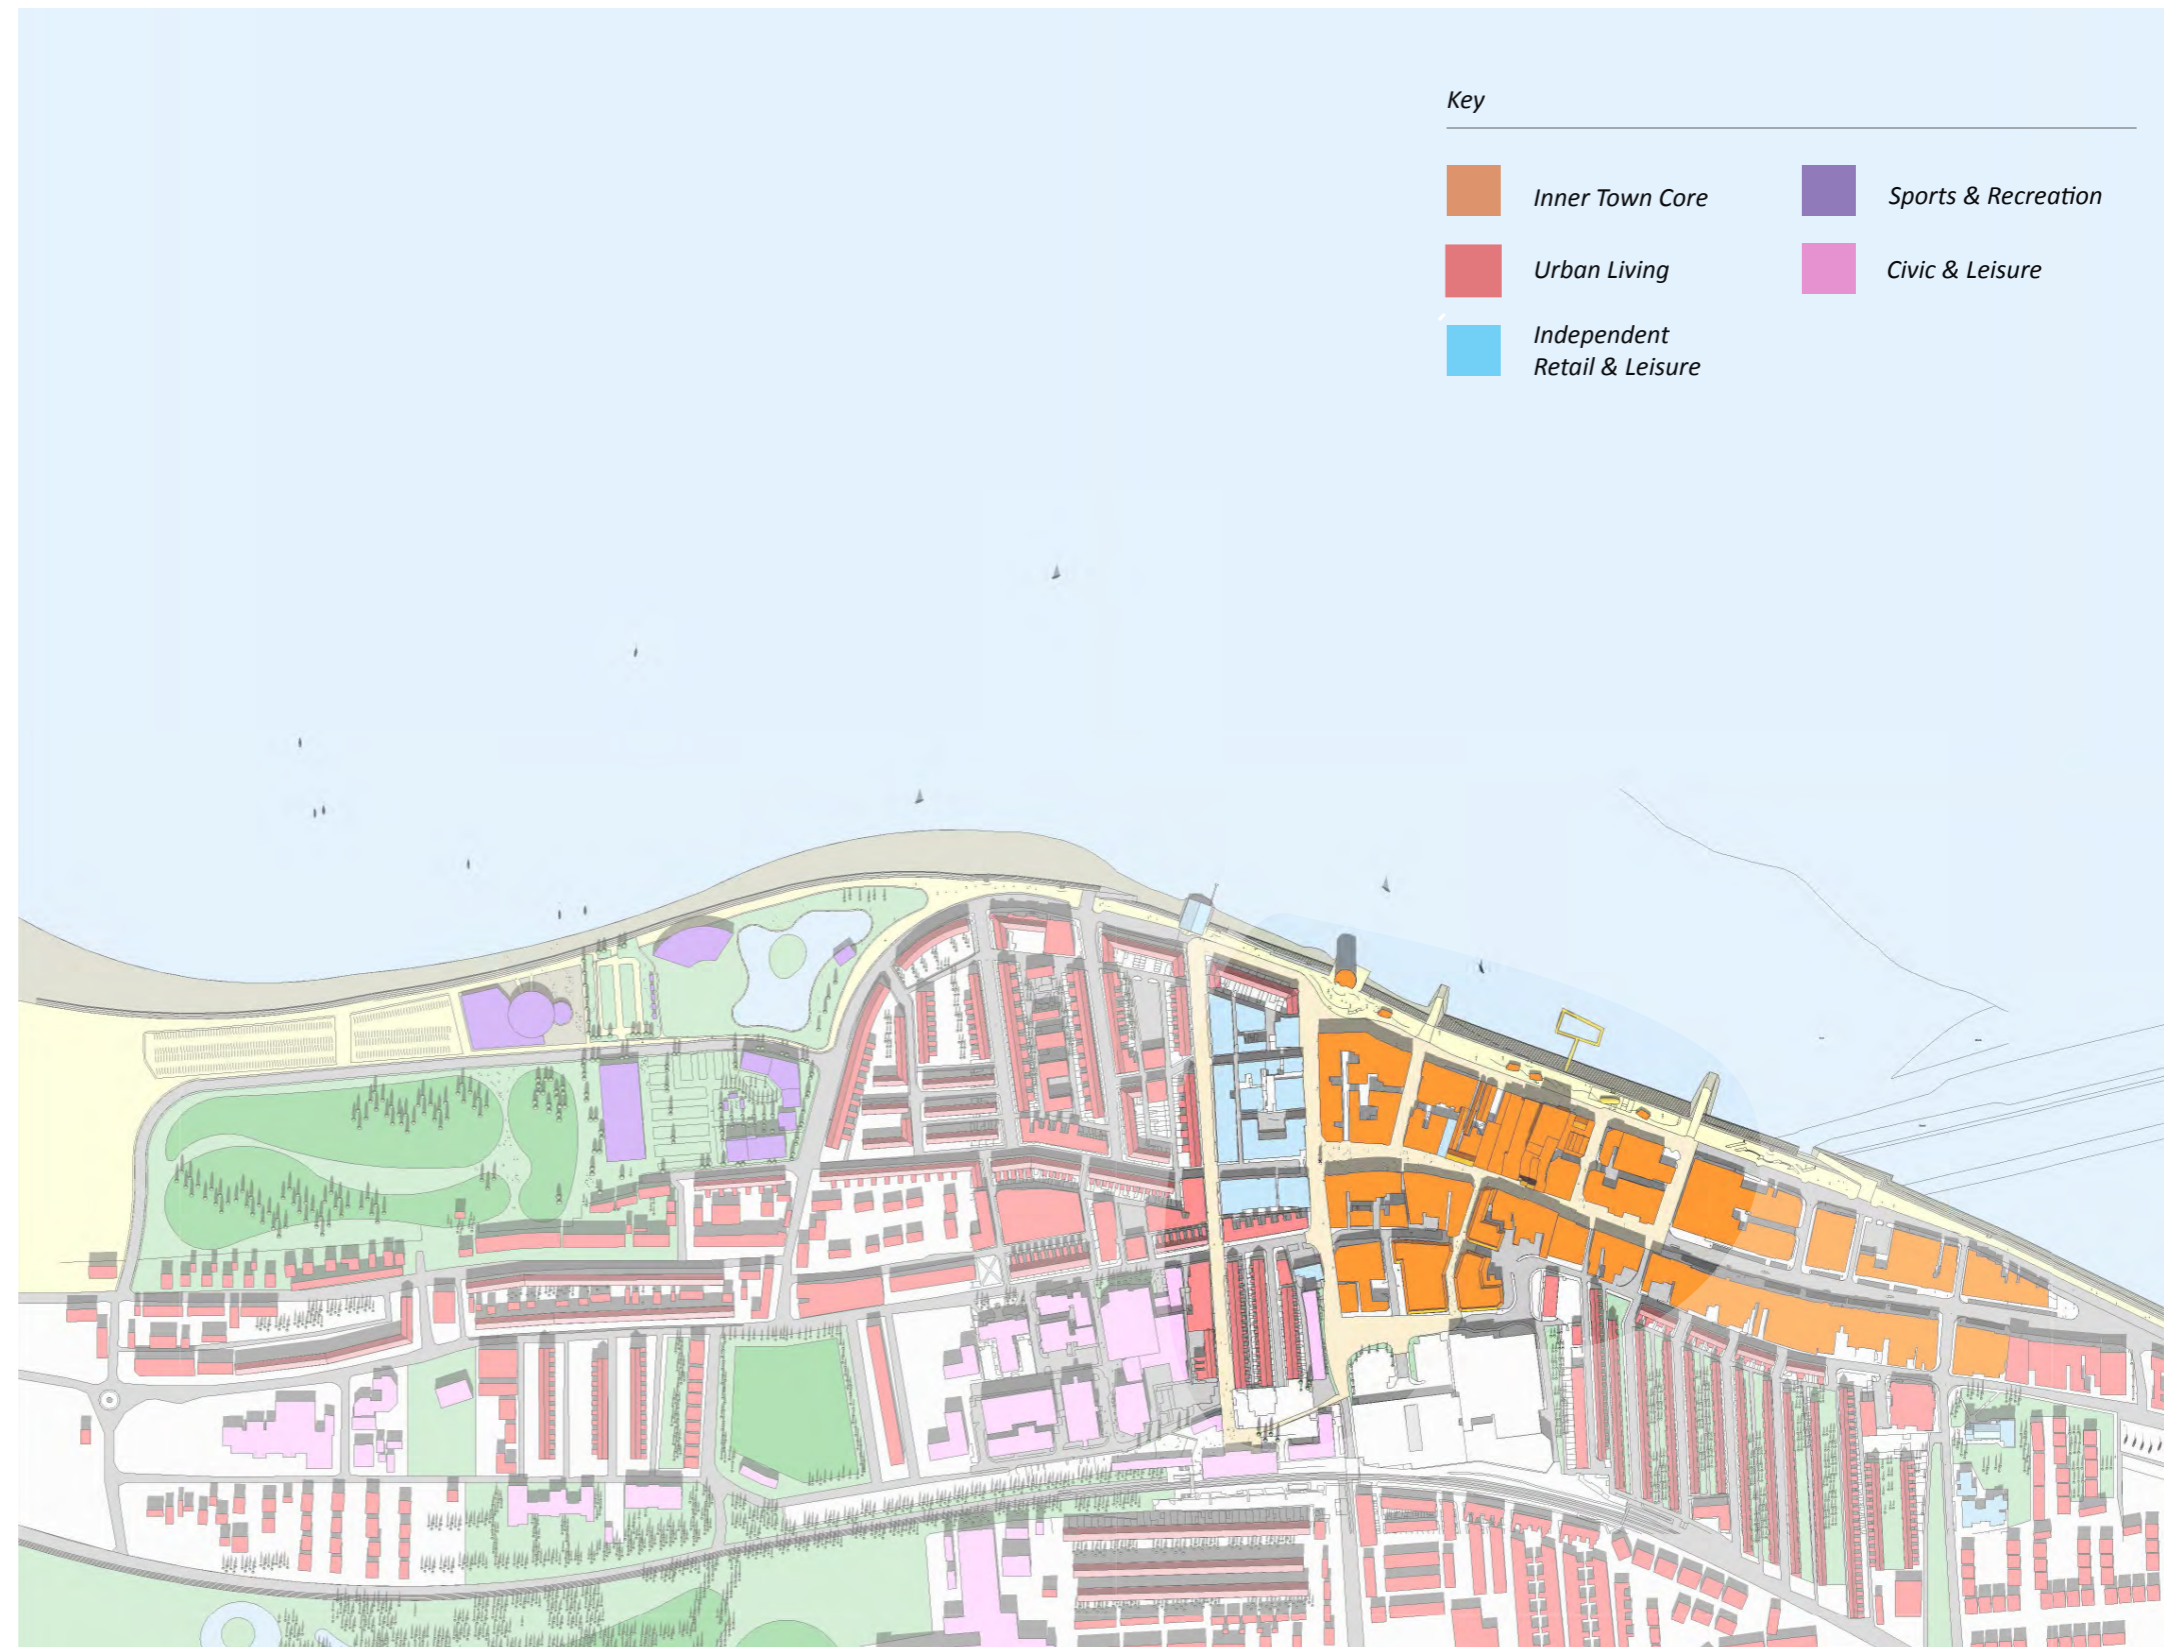 Key
Inner Town Core
Sports & Recreation
Urban Living
Civic & Leisure
Independent
Retail & Leisure